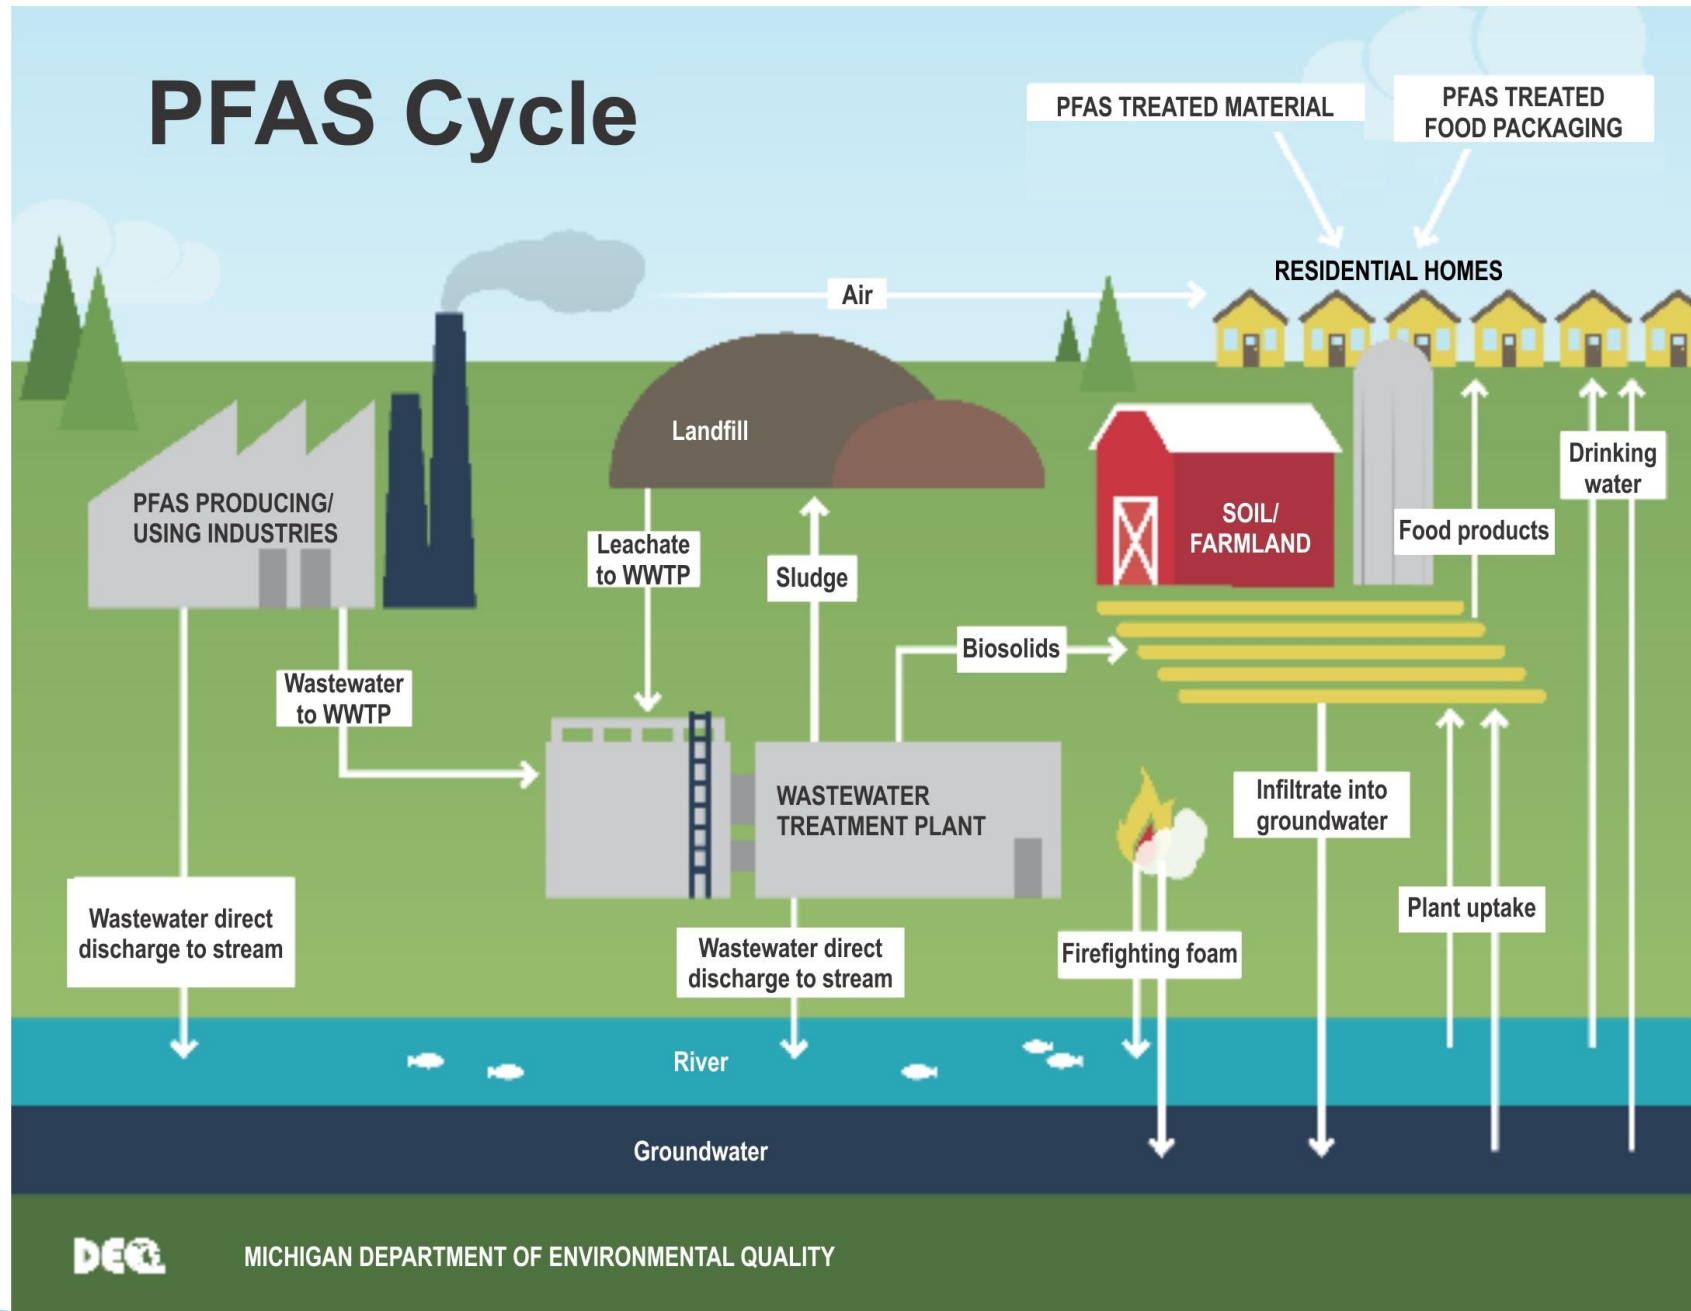 PFAS Cycle
PFAS TREATED MATERIAL
PFAS TREATED
FOOD PACKAGING
RESIDENTIAL HOMES
Air
Landfill
PFAS PRODUCING/
USING INDUSTRIES
Leachate
to WWTP
Sludge
SOIL/
FARMLAND
Food products
Drinking
water
Wastewater
to WWTP
Biosolids
WASTEWATER
TREATMENT PLANT
Infiltrate into
groundwater
Plant uptake
Wastewater direct
discharge to stream
Wastewater direct
discharge to stream
Firefighting foam
River
Groundwater
DEQ
MICHIGAN DEPARTMENT OF ENVIRONMENTAL QUALITY